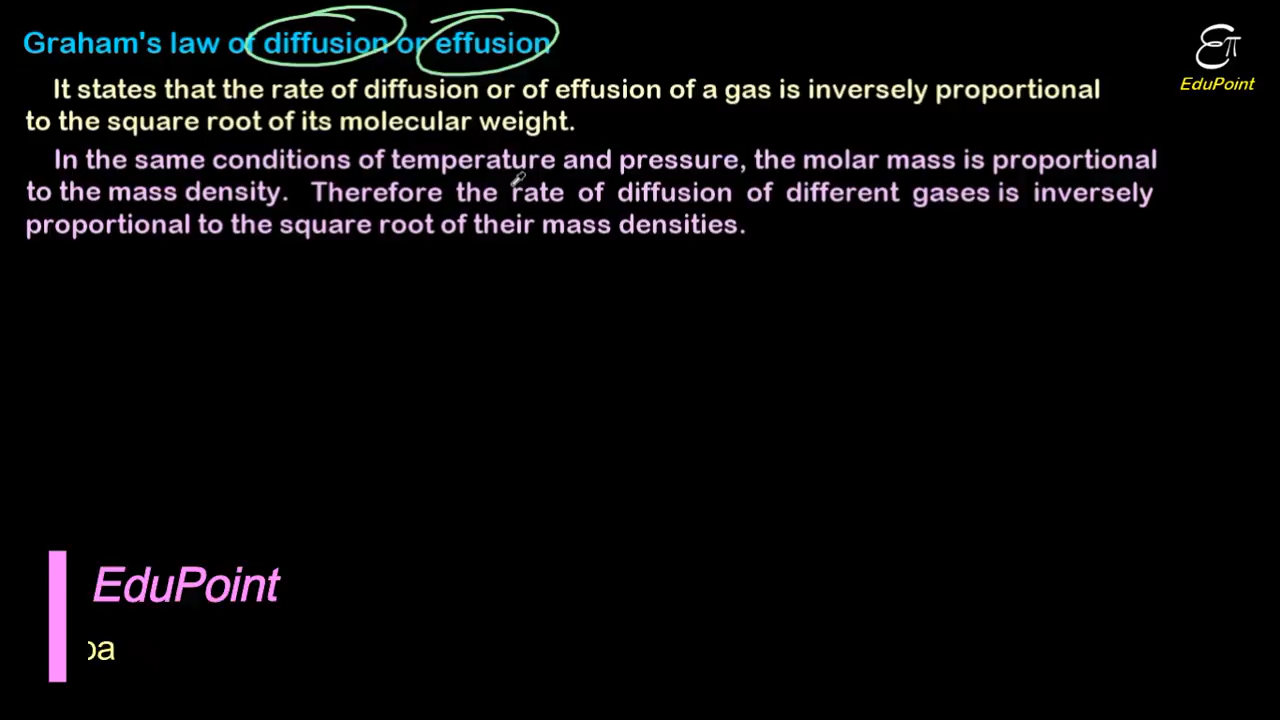 Graham's law of diffusion or effusion
It states that the rate of diffusion or of effusion of a gas is inversely proportional
to the square root of its molecular weight.
In the same conditions of temperature and pressure, the molar mass is proportional
to the mass density. Therefore the rate of diffusion of different gases is inversely
proportional to the square root of their mass densities.
επ
EduPoint
EduPoint